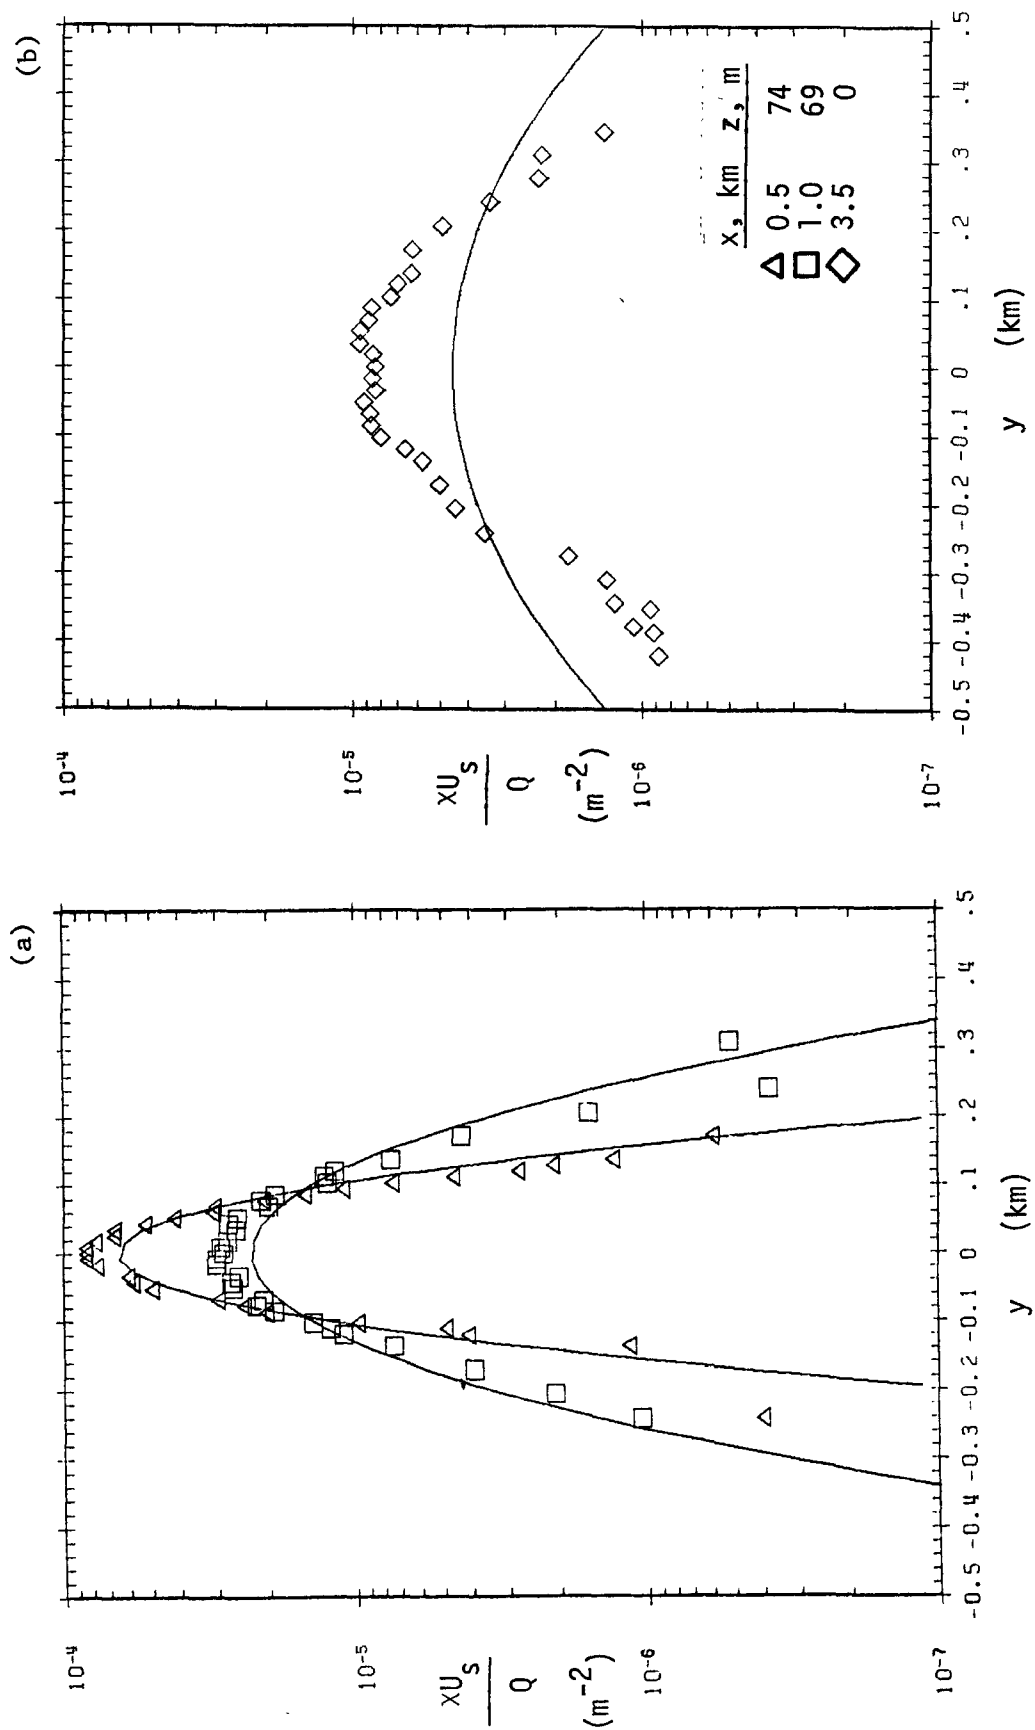 (a)
10-4
10-5
χU_s
Q
(m-2)
10-6
10-7
-0.5 -0.4 -0.3 -0.2 -0.1 0 .1 .2 .3 .4 .5
y (km)
(b)
10-4
10-5
χU_s
Q
(m-2)
10-6
10-7
-0.5 -0.4 -0.3 -0.2 -0.1 0 .1 .2 .3 .4 .5
y (km)
x, km z, m
△ 0.5 74
□ 1.0 69
◇ 3.5 0